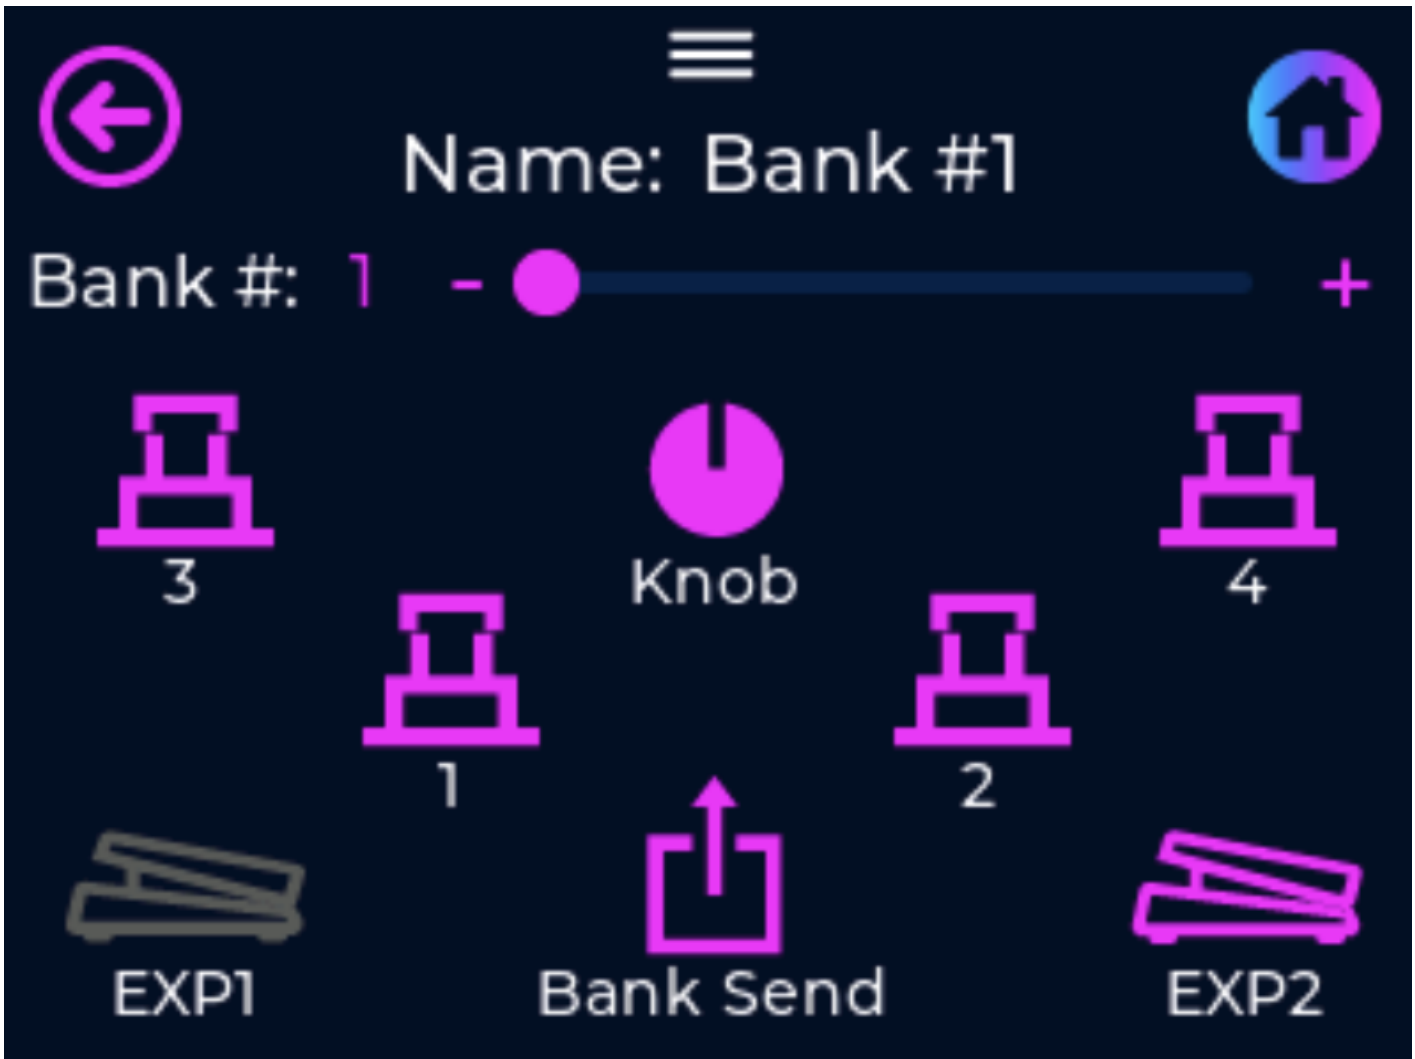 Name: Bank #1
Bank #: 1 - +
3 Knob 4
1 2
EXP1 Bank Send EXP2